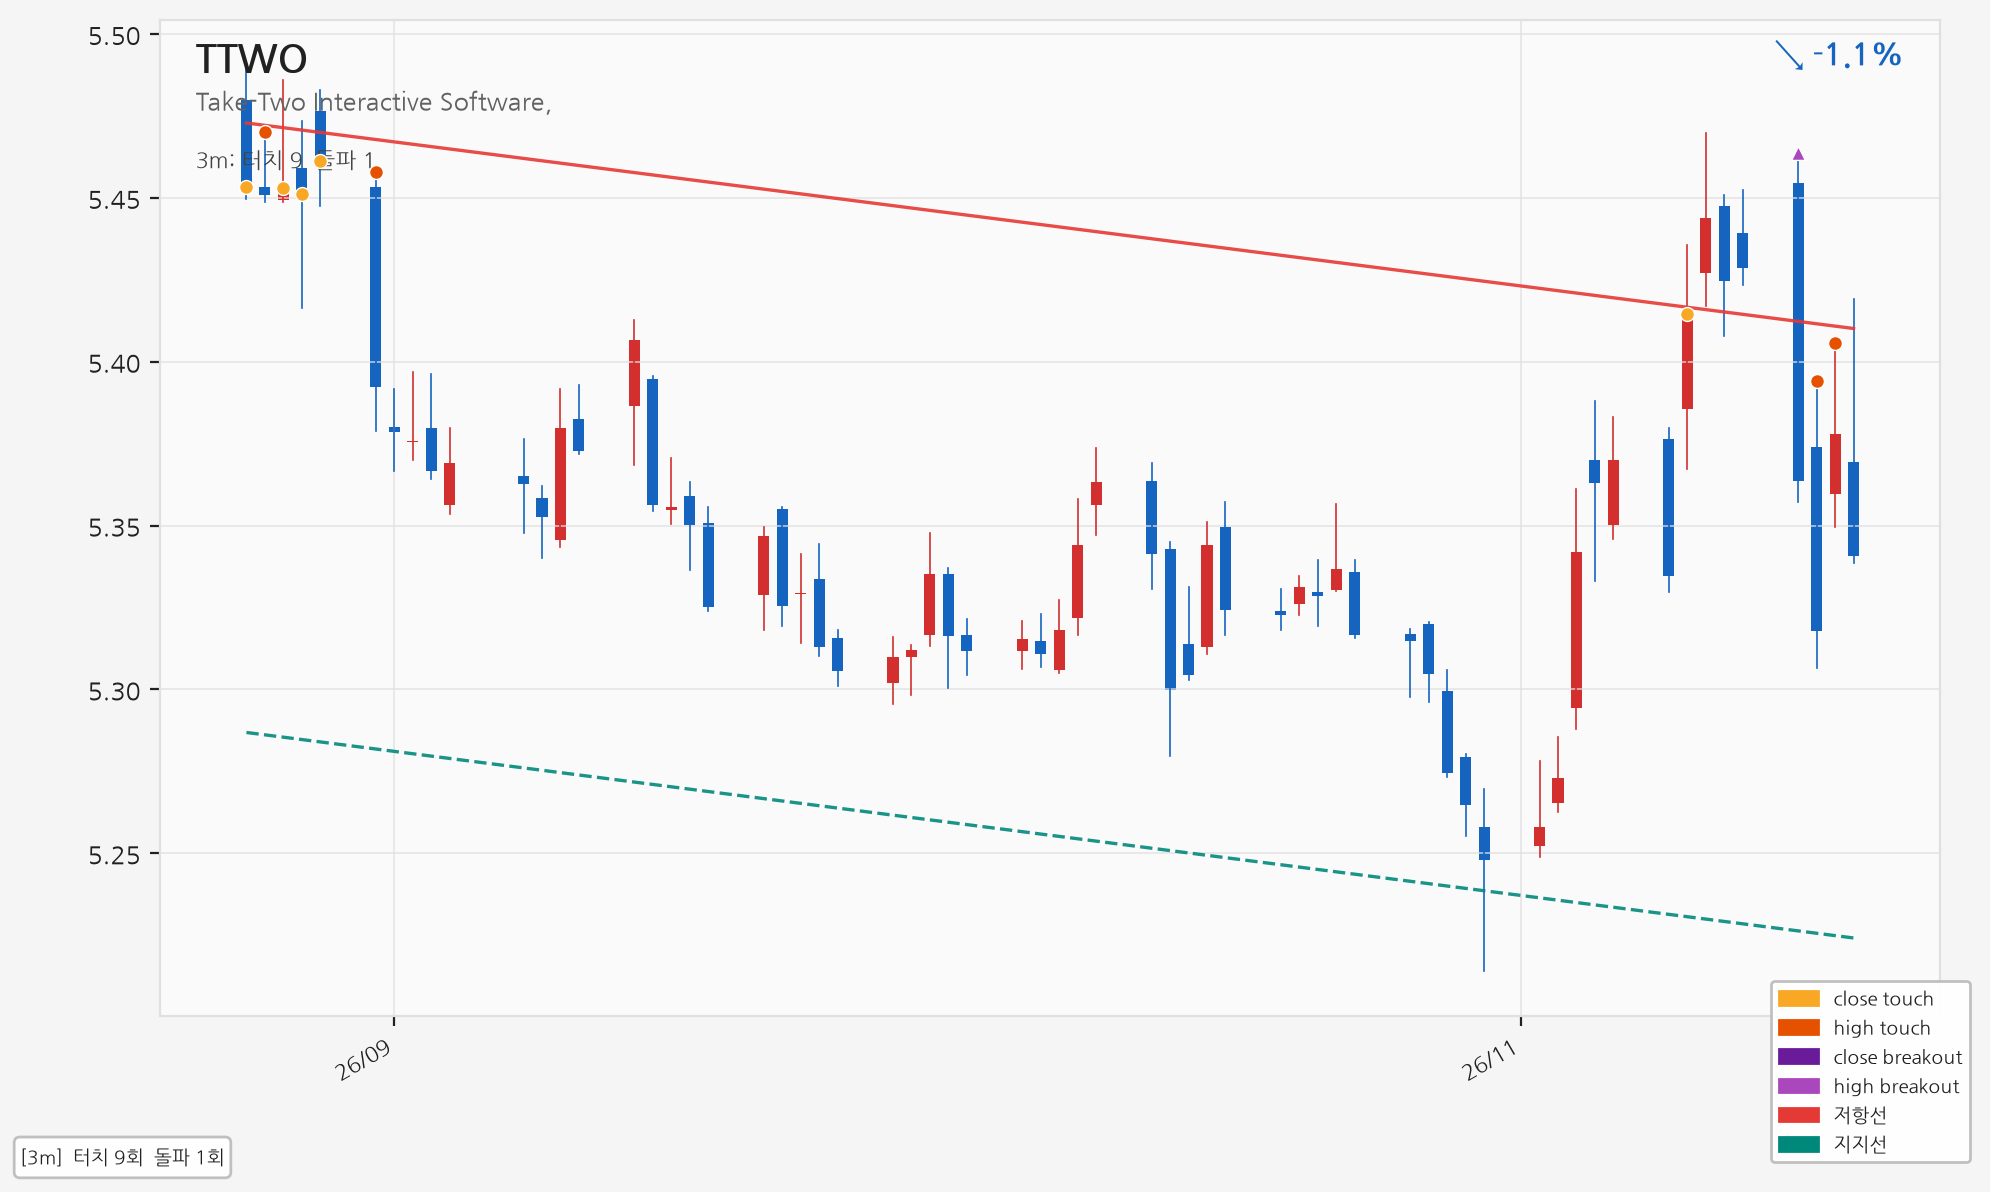 TTWO
Take-Two Interactive Software,
3m: 터치 9 돌파 1
-1.1%
5.50
5.45
5.40
5.35
5.30
5.25
26/09
26/11
close touch
high touch
close breakout
high breakout
저항선
지지선
[3m] 터치 9회 돌파 1회